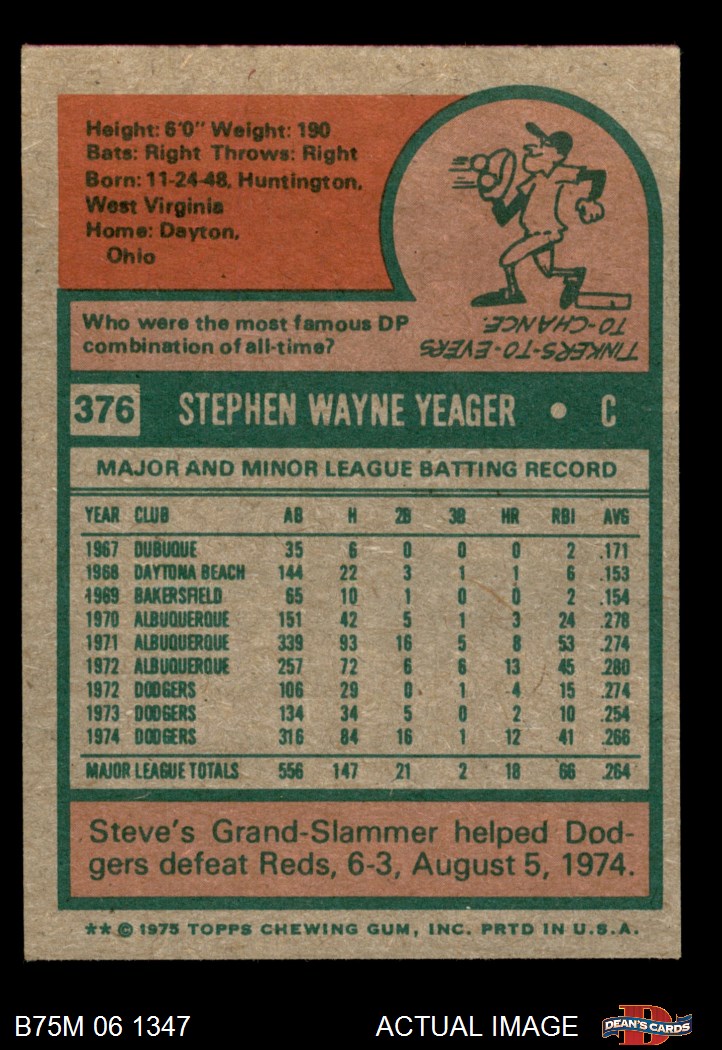 Height: 6'0" Weight: 190
Bats: Right Throws: Right
Born: 11-24-48, Huntington,
West Virginia
Home: Dayton,
Ohio
Who were the most famous DP
combination of all-time?
TINKERS-TO-EVERS
TO-CHANCE.
376 STEPHEN WAYNE YEAGER • C
MAJOR AND MINOR LEAGUE BATTING RECORD
YEAR CLUB AB H 2B 3B HR RBI AVG
1967 DUBUQUE 35 6 0 0 0 2 .171
1968 DAYTONA BEACH 144 22 3 1 1 6 .153
1969 BAKERSFIELD 65 10 1 0 0 2 .154
1970 ALBUQUERQUE 151 42 5 1 3 24 .278
1971 ALBUQUERQUE 339 93 16 5 8 53 .274
1972 ALBUQUERQUE 257 72 6 6 13 45 .280
1972 DODGERS 106 29 0 1 4 15 .274
1973 DODGERS 134 34 5 0 2 10 .254
1974 DODGERS 316 84 16 1 12 41 .266
MAJOR LEAGUE TOTALS 556 147 21 2 18 66 .264
Steve's Grand-Slammer helped Dod-
gers defeat Reds, 6-3, August 5, 1974.
** © 1975 TOPPS CHEWING GUM, INC. PRTD IN U.S.A.
B75M 06 1347 ACTUAL IMAGE DEAN'S CARDS